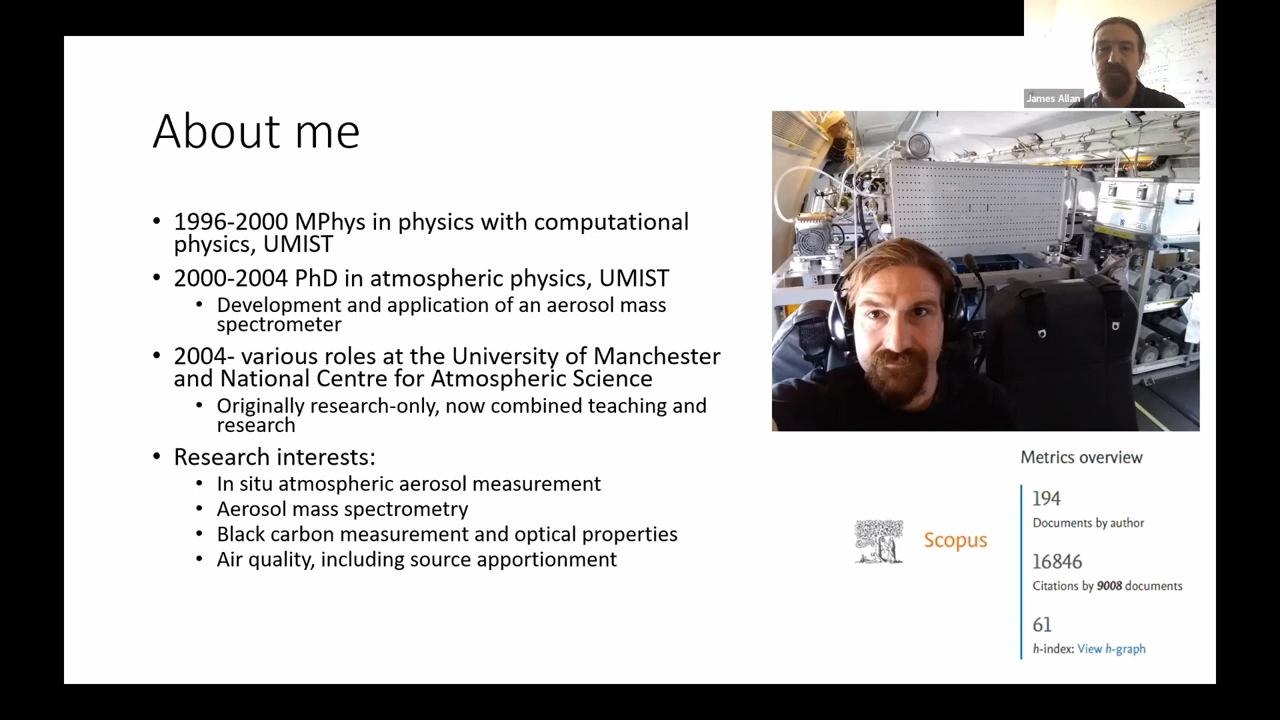 James Allan
About me
• 1996-2000 MPhys in physics with computational
physics, UMIST
• 2000-2004 PhD in atmospheric physics, UMIST
• Development and application of an aerosol mass
spectrometer
• 2004- various roles at the University of Manchester
and National Centre for Atmospheric Science
• Originally research-only, now combined teaching and
research
• Research interests:
• In situ atmospheric aerosol measurement
• Aerosol mass spectrometry
• Black carbon measurement and optical properties
• Air quality, including source apportionment
Scopus
Metrics overview
194
Documents by author
16846
Citations by 9008 documents
61
h-index: View h-graph